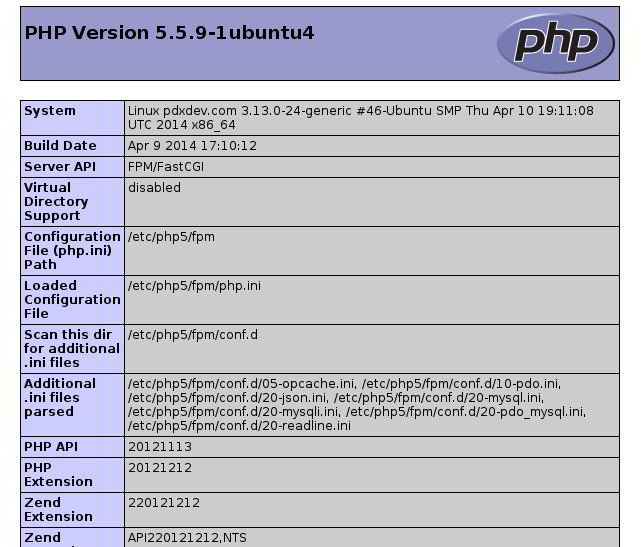 PHP Version 5.5.9-1ubuntu4
php
System
Linux pdxdev.com 3.13.0-24-generic #46-Ubuntu SMP Thu Apr 10 19:11:08
UTC 2014 x86_64
Build Date
Apr 9 2014 17:10:12
Server API
FPM/FastCGI
Virtual
Directory
Support
disabled
Configuration
File (php.ini)
Path
/etc/php5/fpm
Loaded
Configuration
File
/etc/php5/fpm/php.ini
Scan this dir
for additional
.ini files
/etc/php5/fpm/conf.d
Additional
.ini files
parsed
/etc/php5/fpm/conf.d/05-opcache.ini, /etc/php5/fpm/conf.d/10-pdo.ini,
/etc/php5/fpm/conf.d/20-json.ini, /etc/php5/fpm/conf.d/20-mysql.ini,
/etc/php5/fpm/conf.d/20-mysqli.ini, /etc/php5/fpm/conf.d/20-pdo_mysql.ini,
/etc/php5/fpm/conf.d/20-readline.ini
PHP API
20121113
PHP
Extension
20121212
Zend
Extension
220121212
Zend
API220121212,NTS